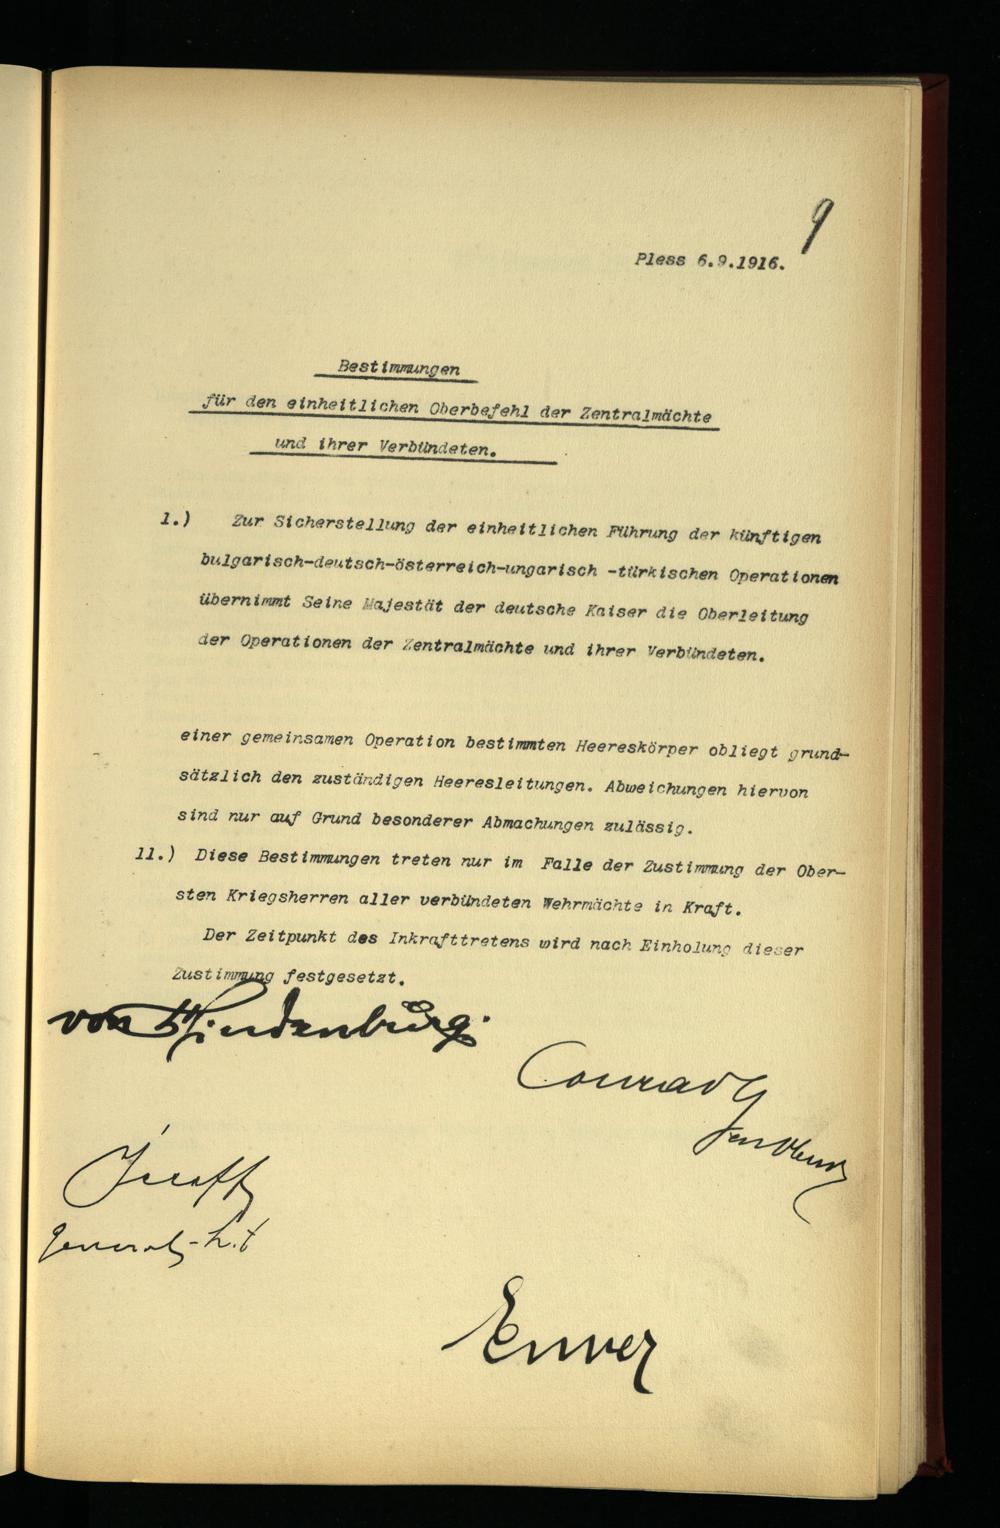 9
Pless 6.9.1916.
Bestimmungen
für den einheitlichen Oberbefehl der Zentralmächte
und ihrer Verbündeten.
1.) Zur Sicherstellung der einheitlichen Führung der künftigen
bulgarisch-deutsch-österreich-ungarisch -türkischen Operationen
übernimmt Seine Majestät der deutsche Kaiser die Oberleitung
der Operationen der Zentralmächte und ihrer Verbündeten.
einer gemeinsamen Operation bestimmten Heereskörper obliegt grund-
sätzlich den zuständigen Heeresleitungen. Abweichungen hiervon
sind nur auf Grund besonderer Abmachungen zulässig.
11.) Diese Bestimmungen treten nur im Falle der Zustimmung der Ober-
sten Kriegsherren aller verbündeten Wehrmächte in Kraft.
Der Zeitpunkt des Inkrafttretens wird nach Einholung dieser
Zustimmung festgesetzt.
von Hindenburg.
Conrad G
General-Lt
Enver